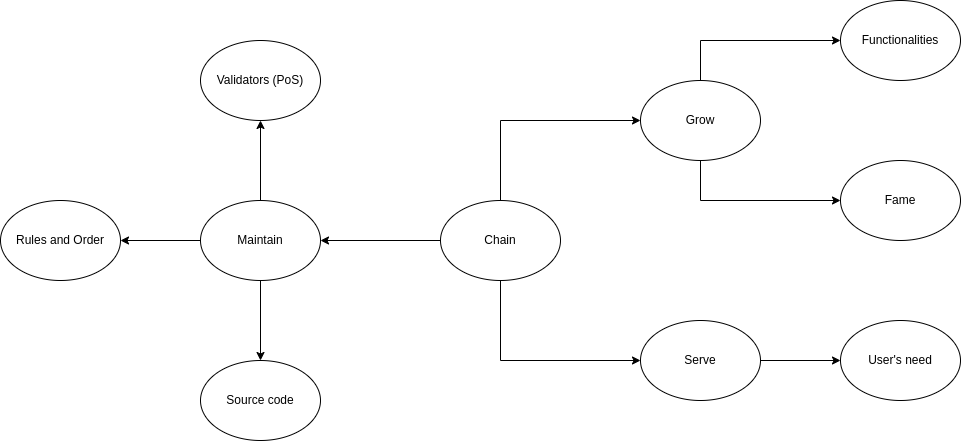 Functionalities
Validators (PoS)
Grow
Fame
Rules and Order
Maintain
Chain
Serve
User's need
Source code